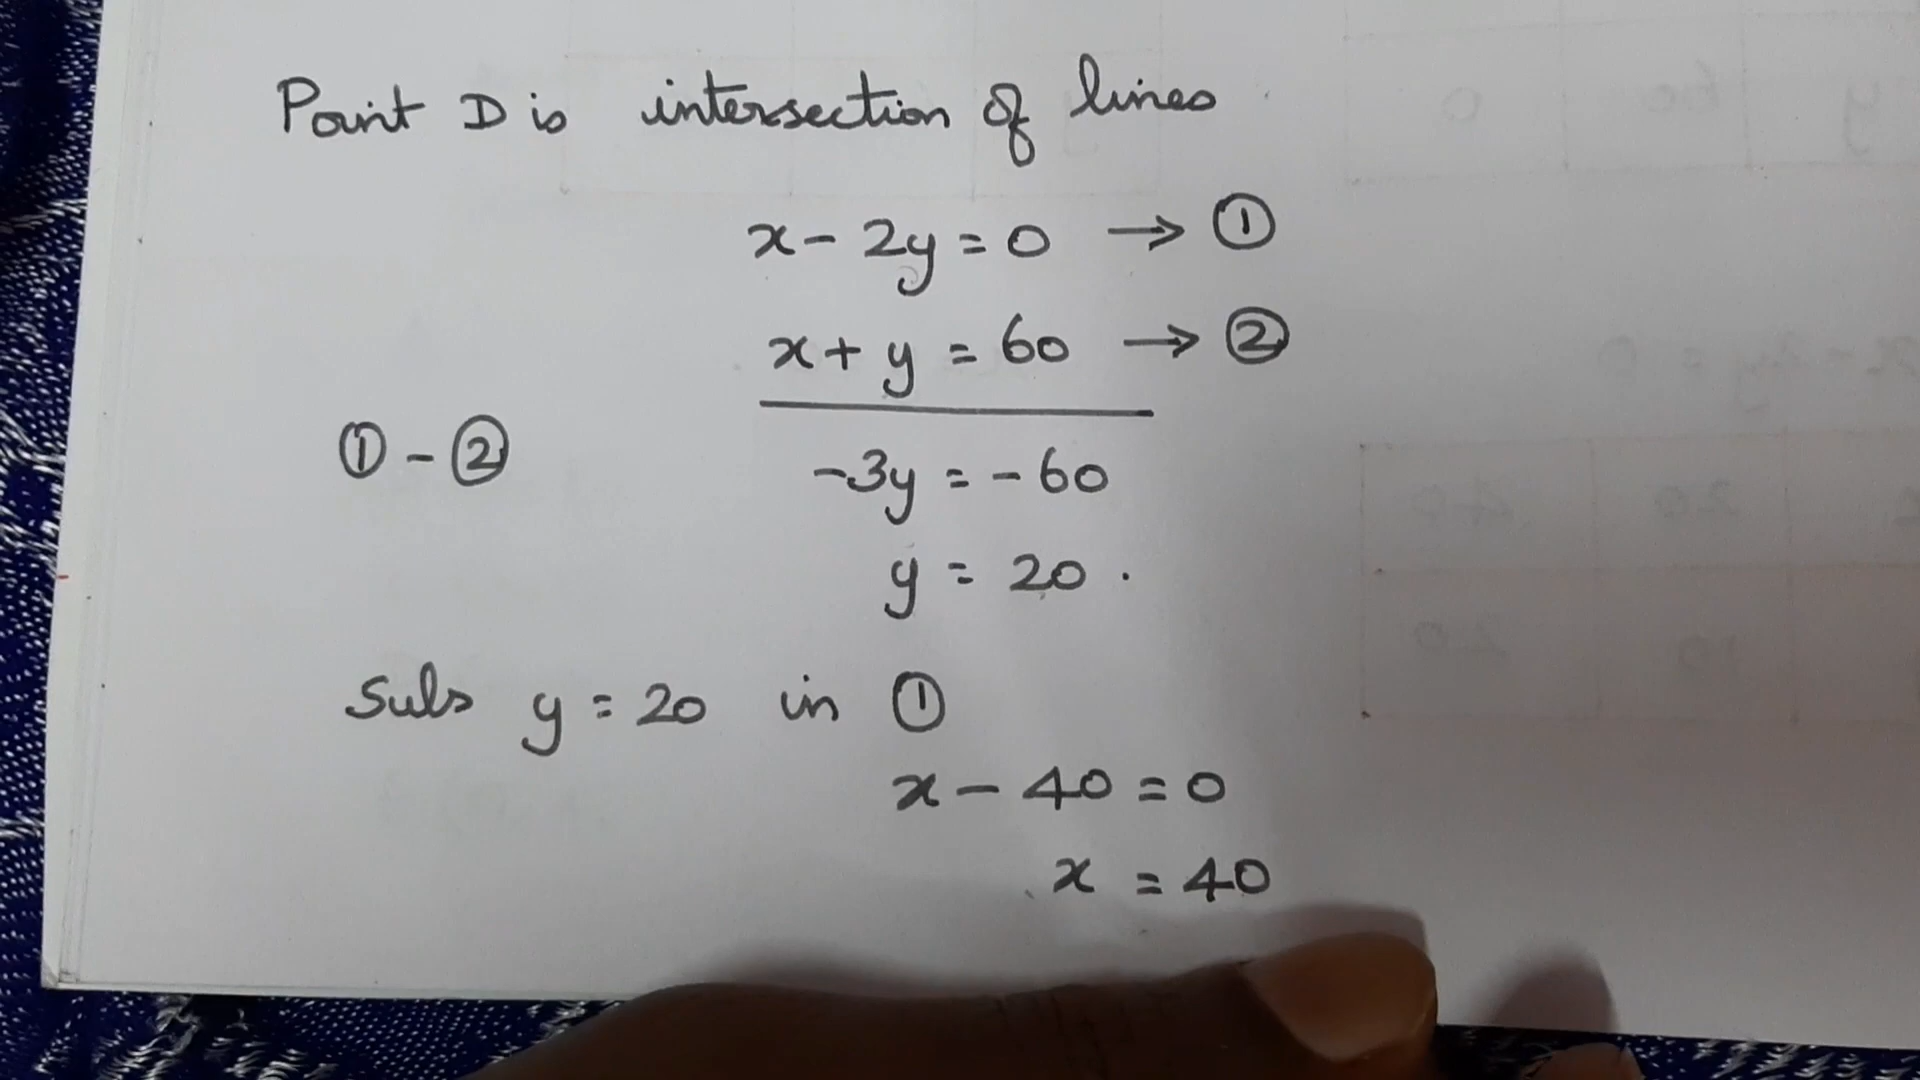 Point D is intersection of lines
x - 2y = 0 → ①
x + y = 60 → ②
① - ② -3y = -60
y = 20 .
Subs y = 20 in ①
x - 40 = 0
x = 40